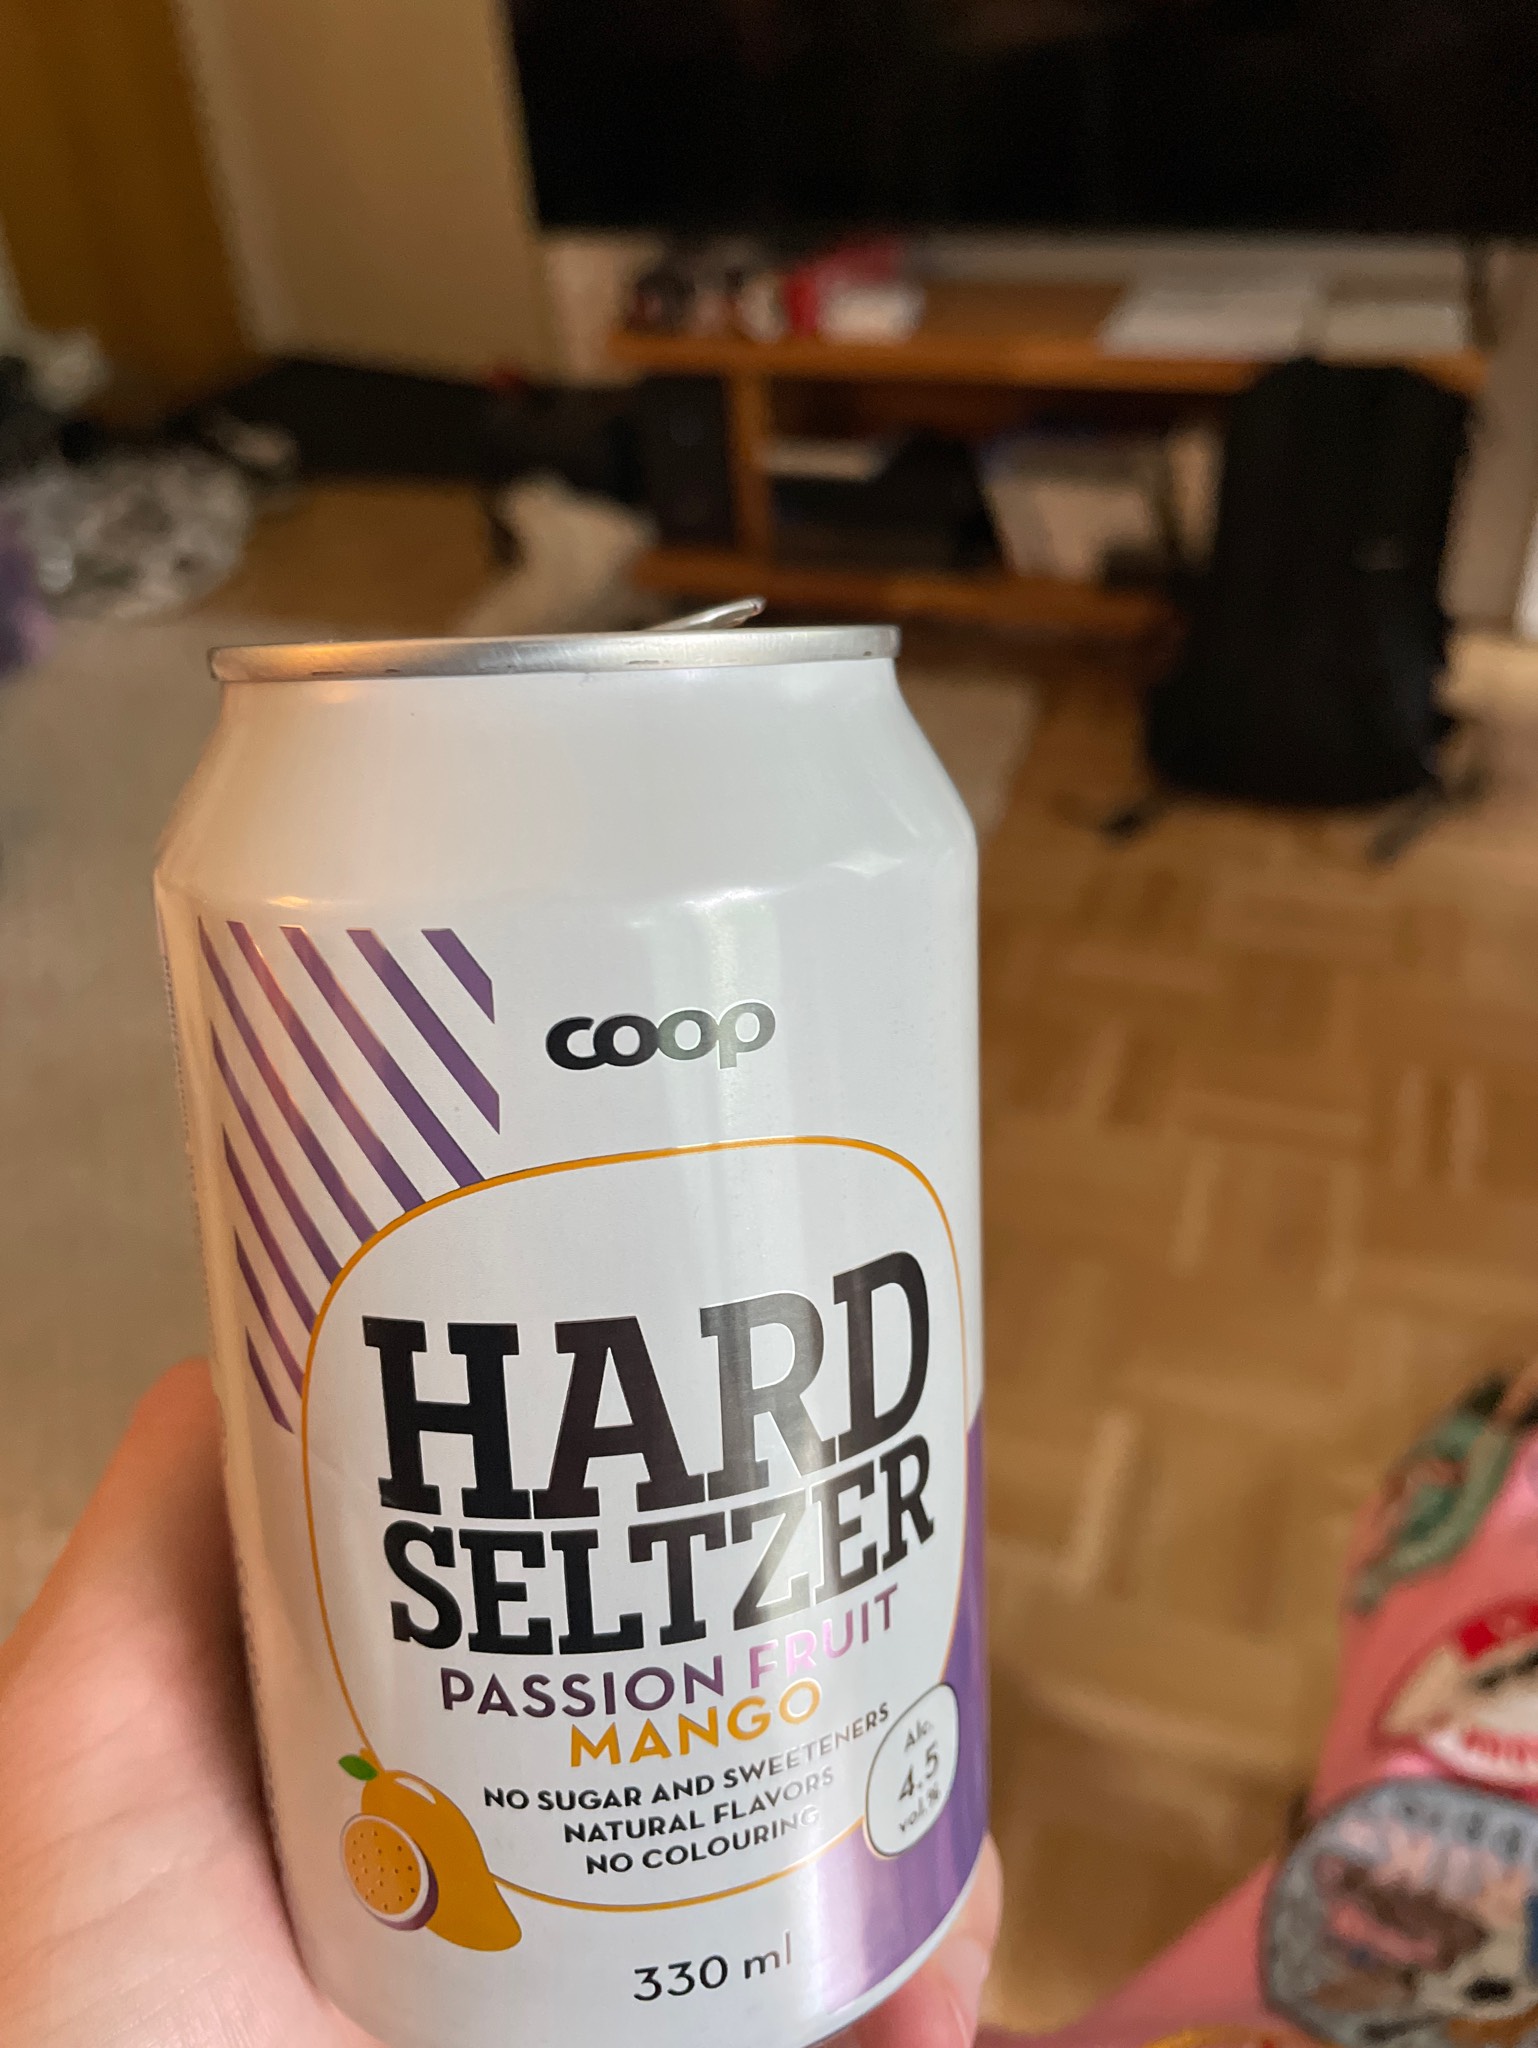 coop
HARD
SELTZER
PASSION FRUIT
MANGO
NO SUGAR AND SWEETENERS
NATURAL FLAVORS
NO COLOURING
Alc.
4.5
vol.%
330 ml